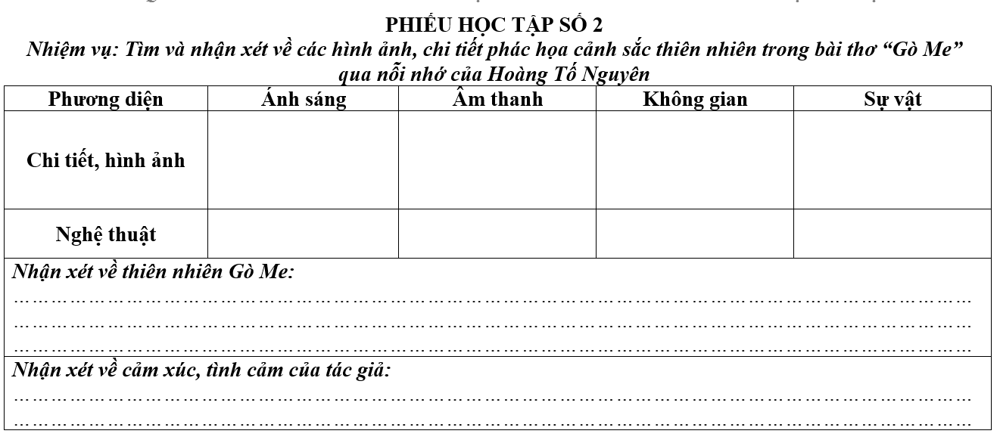 PHIẾU HỌC TẬP SỐ 2
Nhiệm vụ: Tìm và nhận xét về các hình ảnh, chi tiết phác họa cảnh sắc thiên nhiên trong bài thơ “Gò Me”
qua nỗi nhớ của Hoàng Tố Nguyên
Phương diện Ánh sáng Âm thanh Không gian Sự vật
Chi tiết, hình ảnh
Nghệ thuật
Nhận xét về thiên nhiên Gò Me:
………………………………………………………………………………………………
………………………………………………………………………………………………
………………………………………………………………………………………………
Nhận xét về cảm xúc, tình cảm của tác giả:
………………………………………………………………………………………………
………………………………………………………………………………………………